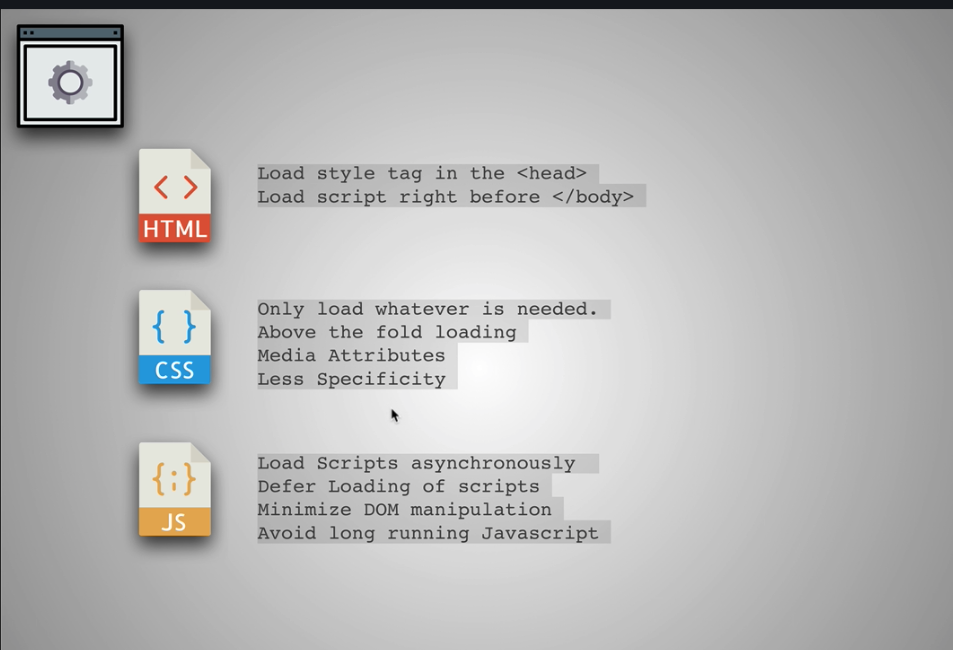 HTML
Load style tag in the <head>
Load script right before </body>
CSS
Only load whatever is needed.
Above the fold loading
Media Attributes
Less Specificity
JS
Load Scripts asynchronously
Defer Loading of scripts
Minimize DOM manipulation
Avoid long running Javascript